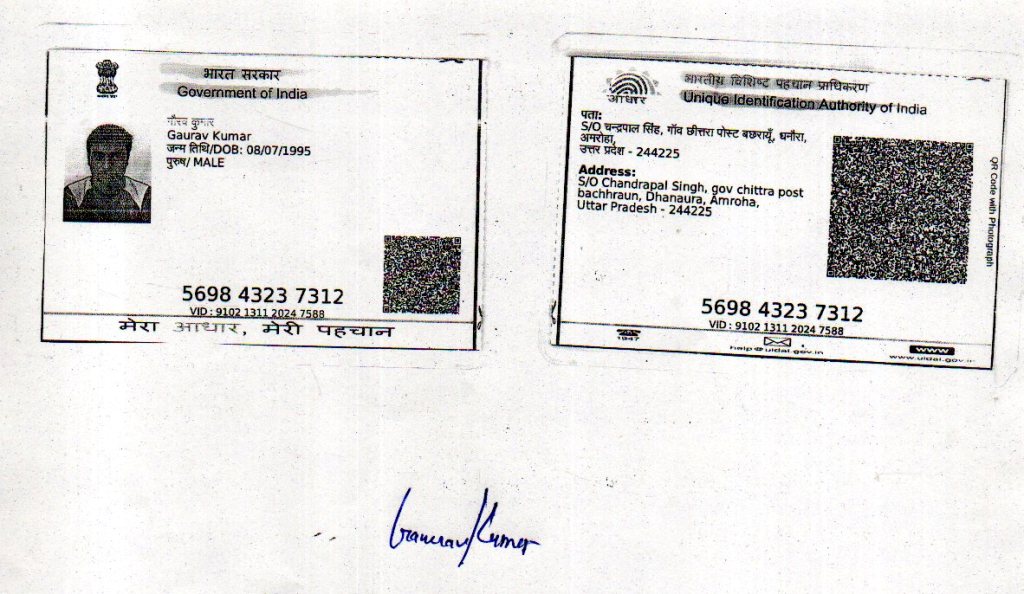 भारत सरकार
Government of India
गौरव कुमार
Gaurav Kumar
जन्म तिथि/DOB: 08/07/1995
पुरुष/ MALE
5698 4323 7312
VID : 9102 1311 2024 7588
मेरा आधार, मेरी पहचान
आधार
भारतीय विशिष्ट पहचान प्राधिकरण
Unique Identification Authority of India
पता:
S/O चन्द्रपाल सिंह, गॉव छीत्तरा पोस्ट बछरायूँ, धनौरा,
अमरोहा,
उत्तर प्रदेश - 244225
Address:
S/O Chandrapal Singh, gov chittra post
bachhraun, Dhanaura, Amroha,
Uttar Pradesh - 244225
QR Code with Photograph
5698 4323 7312
VID : 9102 1311 2024 7588
1947
help@uidai.gov.in
www
www.uidai.gov.in
Gaurav Kumar